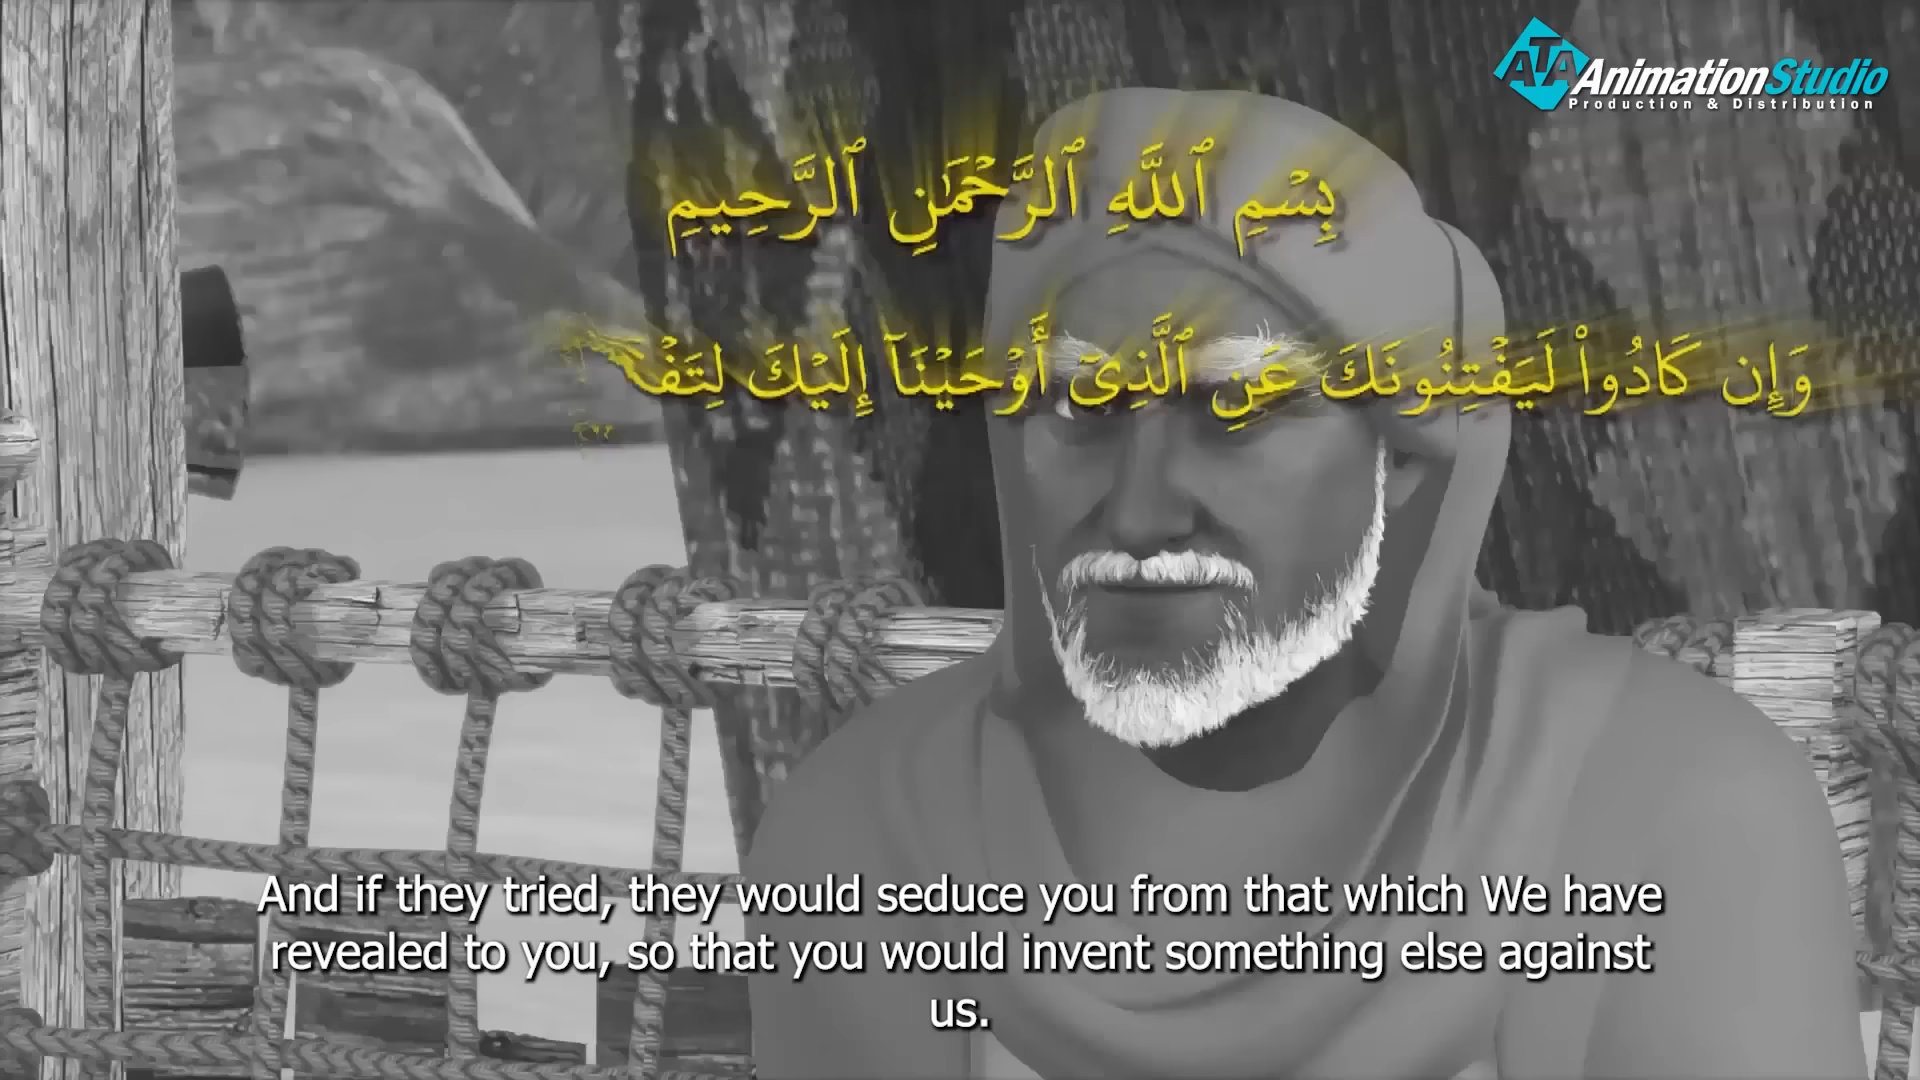 ATA AnimationStudio
Production & Distribution
بِسْمِ ٱللَّهِ ٱلرَّحْمَٰنِ ٱلرَّحِيمِ
وَإِن كَادُوا۟ لَيَفْتِنُونَكَ عَنِ ٱلَّذِىٓ أَوْحَيْنَآ إِلَيْكَ
And if they tried, they would seduce you from that which We have
revealed to you, so that you would invent something else against
us.